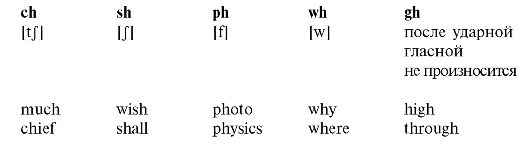 ch sh ph wh gh
[tʃ] [ʃ] [f] [w] после ударной
гласной
не произносится
much wish photo why high
chief shall physics where through